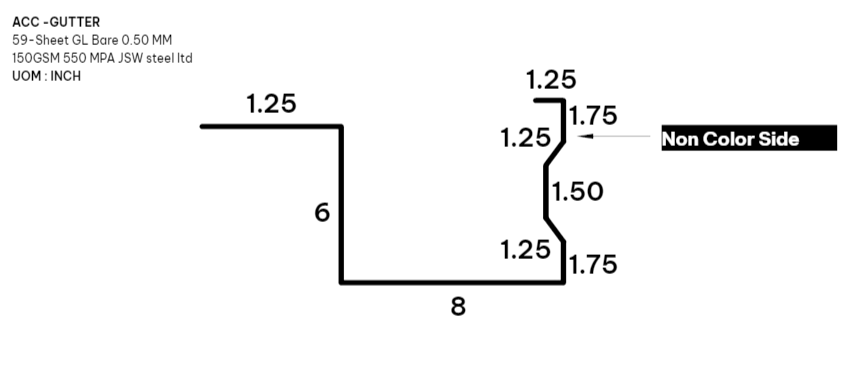 ACC -GUTTER
59-Sheet GL Bare 0.50 MM
150GSM 550 MPA JSW steel ltd
UOM : INCH
1.25
1.25
1.75
1.25
Non Color Side
1.50
6
1.25
1.75
8